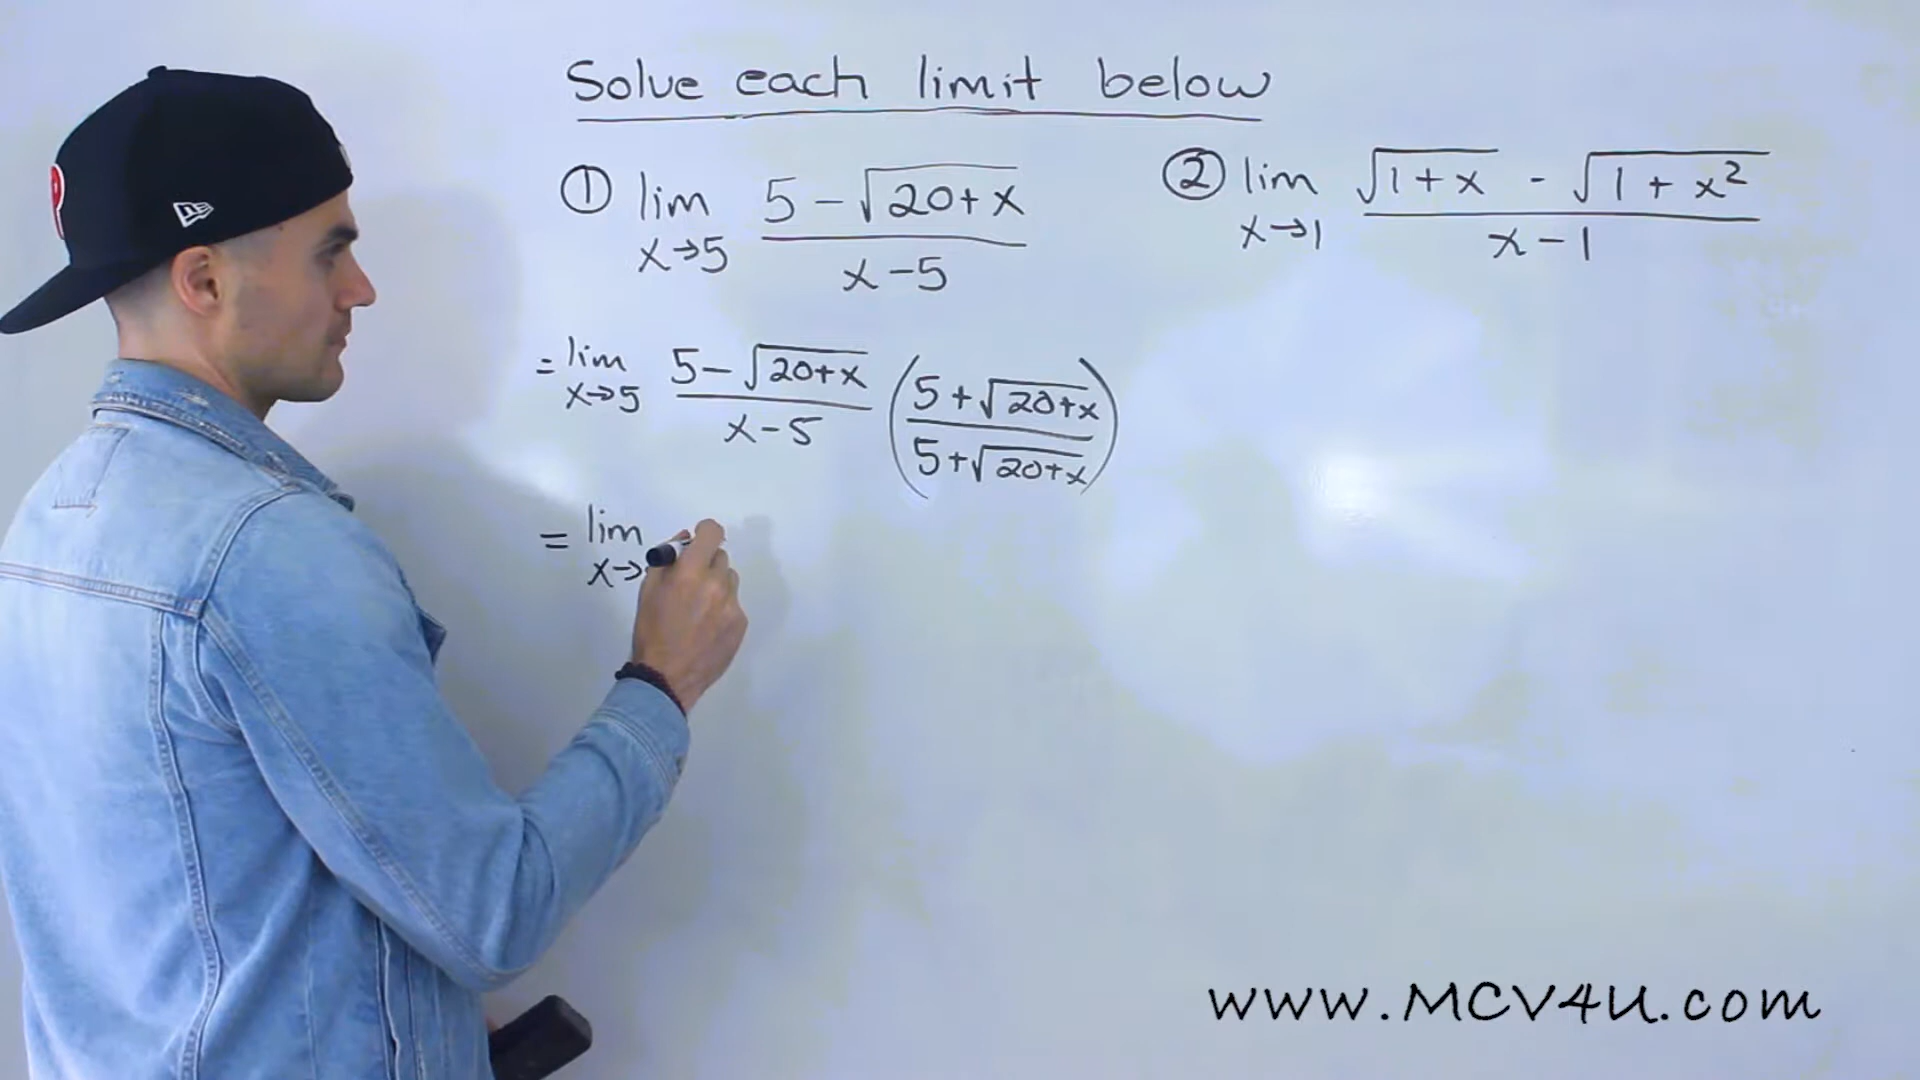 Solve each limit below
① lim x→5 5-√20+x / x-5
② lim x→1 √1+x - √1+x² / x-1
= lim x→5 5-√20+x / x-5 (5+√20+x / 5+√20+x)
= lim x→
www.MCV4U.com